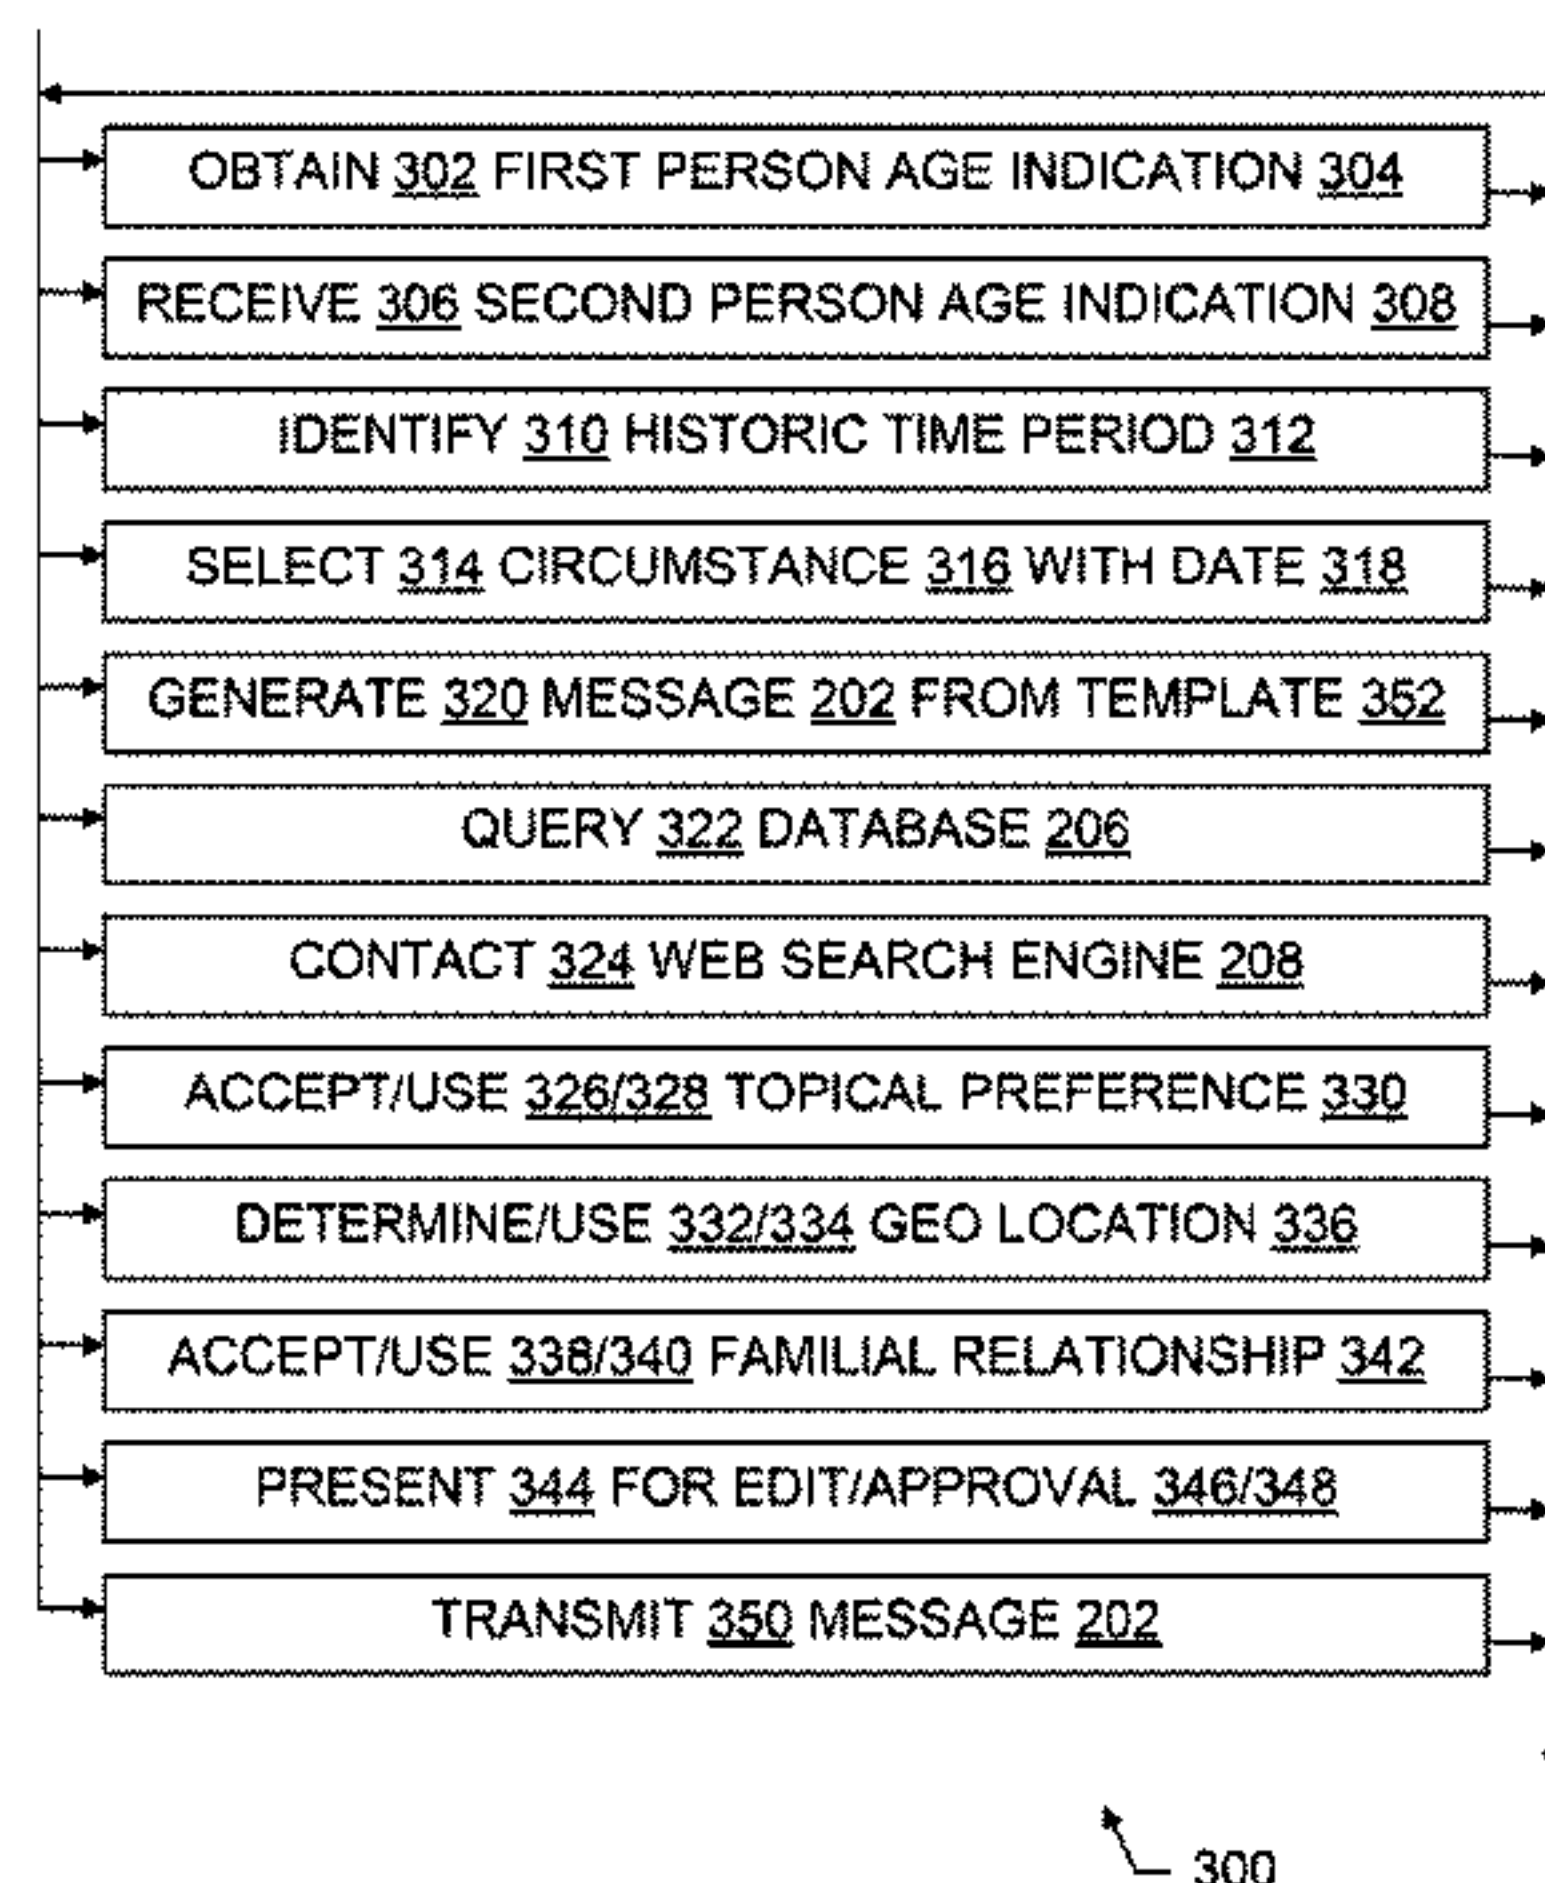 OBTAIN 302 FIRST PERSON AGE INDICATION 304
RECEIVE 306 SECOND PERSON AGE INDICATION 308
IDENTIFY 310 HISTORIC TIME PERIOD 312
SELECT 314 CIRCUMSTANCE 316 WITH DATE 318
GENERATE 320 MESSAGE 202 FROM TEMPLATE 352
QUERY 322 DATABASE 206
CONTACT 324 WEB SEARCH ENGINE 208
ACCEPT/USE 326/328 TOPICAL PREFERENCE 330
DETERMINE/USE 332/334 GEO LOCATION 336
ACCEPT/USE 338/340 FAMILIAL RELATIONSHIP 342
PRESENT 344 FOR EDIT/APPROVAL 346/348
TRANSMIT 350 MESSAGE 202
300